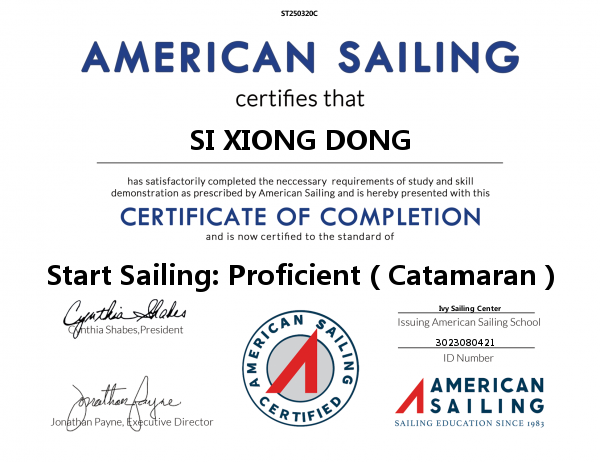 ST250320C
AMERICAN SAILING
certifies that
SI XIONG DONG
has satisfactorily completed the neccessary requirements of study and skill
demonstration as prescribed by American Sailing and is hereby presented with this
CERTIFICATE OF COMPLETION
and is now certified to the standard of
Start Sailing: Proficient ( Catamaran )
Cynthia Shabes
Cynthia Shabes,President
Jonathan Payne
Jonathan Payne, Executive Director
AMERICAN SAILING
CERTIFIED
Ivy Sailing Center
Issuing American Sailing School
3023080421
ID Number
AMERICAN
SAILING
SAILING EDUCATION SINCE 1983